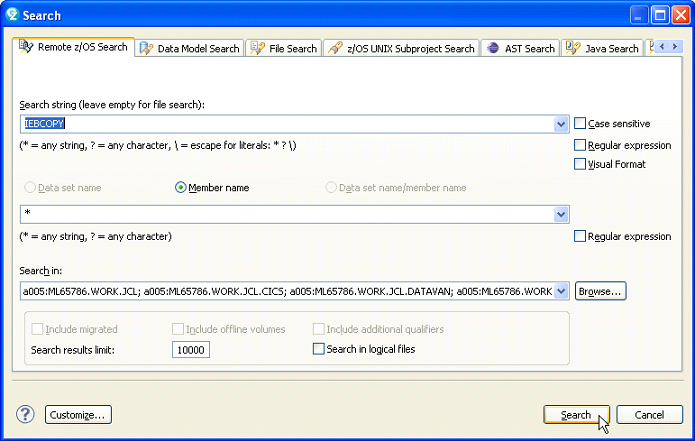 Search
Remote z/OS Search Data Model Search File Search z/OS UNIX Subproject Search AST Search Java Search
Search string (leave empty for file search):
IEBCOPY
Case sensitive
(* = any string, ? = any character, \ = escape for literals: * ? \)
Regular expression
Visual Format
Data set name Member name Data set name/member name
*
(* = any string, ? = any character)
Regular expression
Search in:
a005:ML65786.WORK.JCL; a005:ML65786.WORK.JCL.CICS; a005:ML65786.WORK.JCL.DATAVAN; a005:ML65786.WORK
Browse...
Include migrated Include offline volumes Include additional qualifiers
Search results limit: 10000 Search in logical files
? Customize... Search Cancel